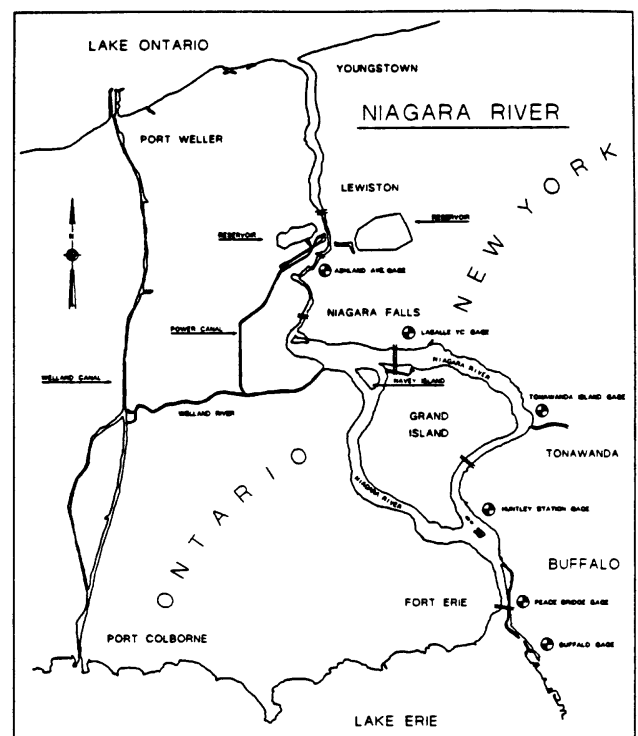 LAKE ONTARIO
YOUNGSTOWN
NIAGARA RIVER
PORT WELLER
NEW YORK
LEWISTON
RESERVOIR
RESERVOIR
N
ASHLAND AVE. GAGE
NIAGARA FALLS
POWER CANAL
LASALLE YC GAGE
NIAGARA RIVER
WELLAND CANAL
NAVEY ISLAND
WELLAND RIVER
GRAND
ISLAND
TONAWANDA ISLAND GAGE
TONAWANDA
ONTARIO
NIAGARA RIVER
HUNTLEY STATION GAGE
BUFFALO
FORT ERIE
PEACE BRIDGE GAGE
PORT COLBORNE
BUFFALO GAGE
LAKE ERIE